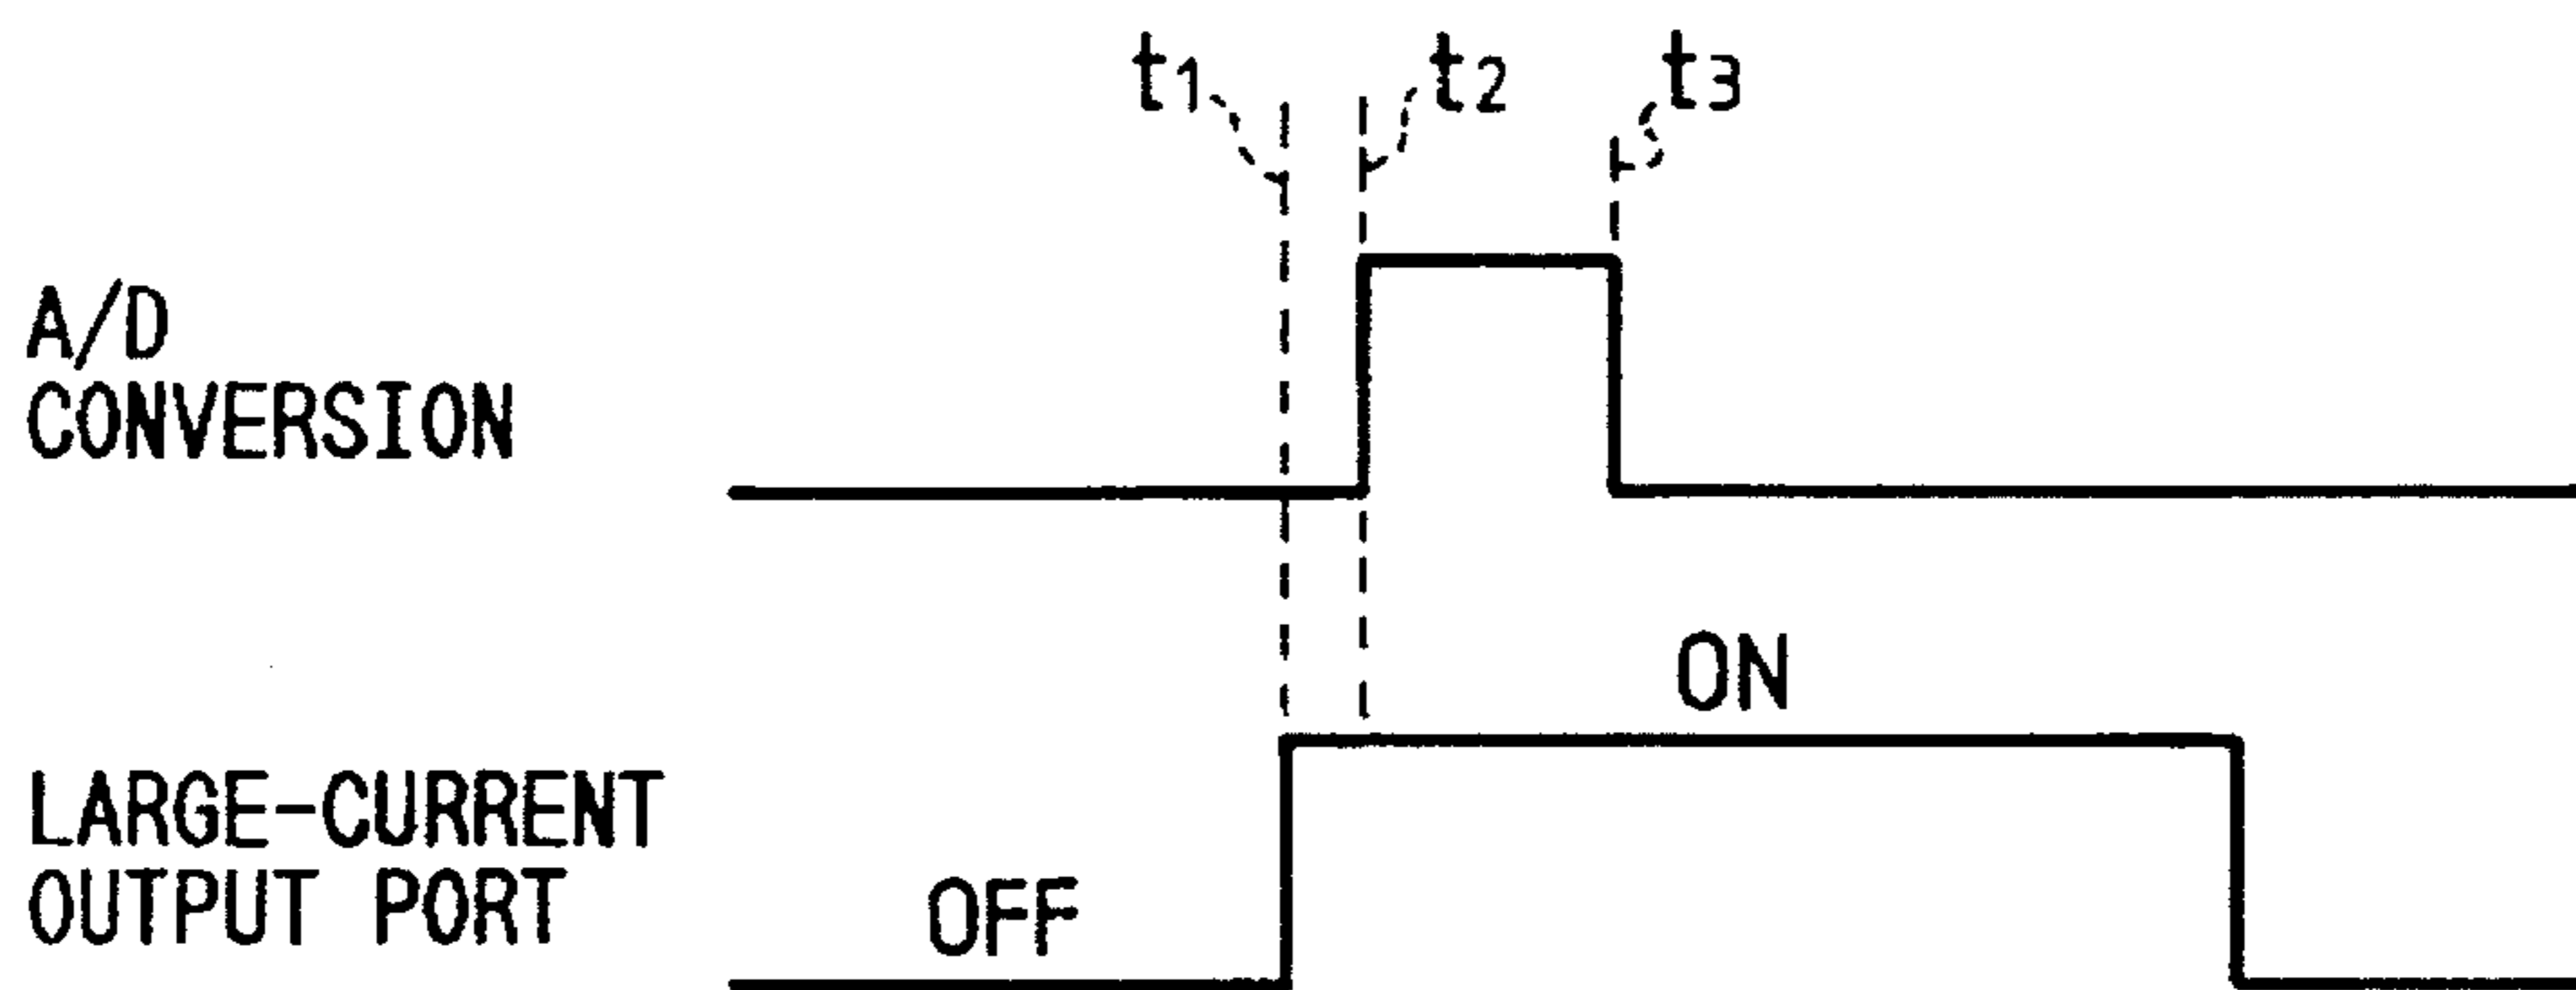 t1 t2 t3
A/D
CONVERSION
ON
LARGE-CURRENT
OUTPUT PORT
OFF